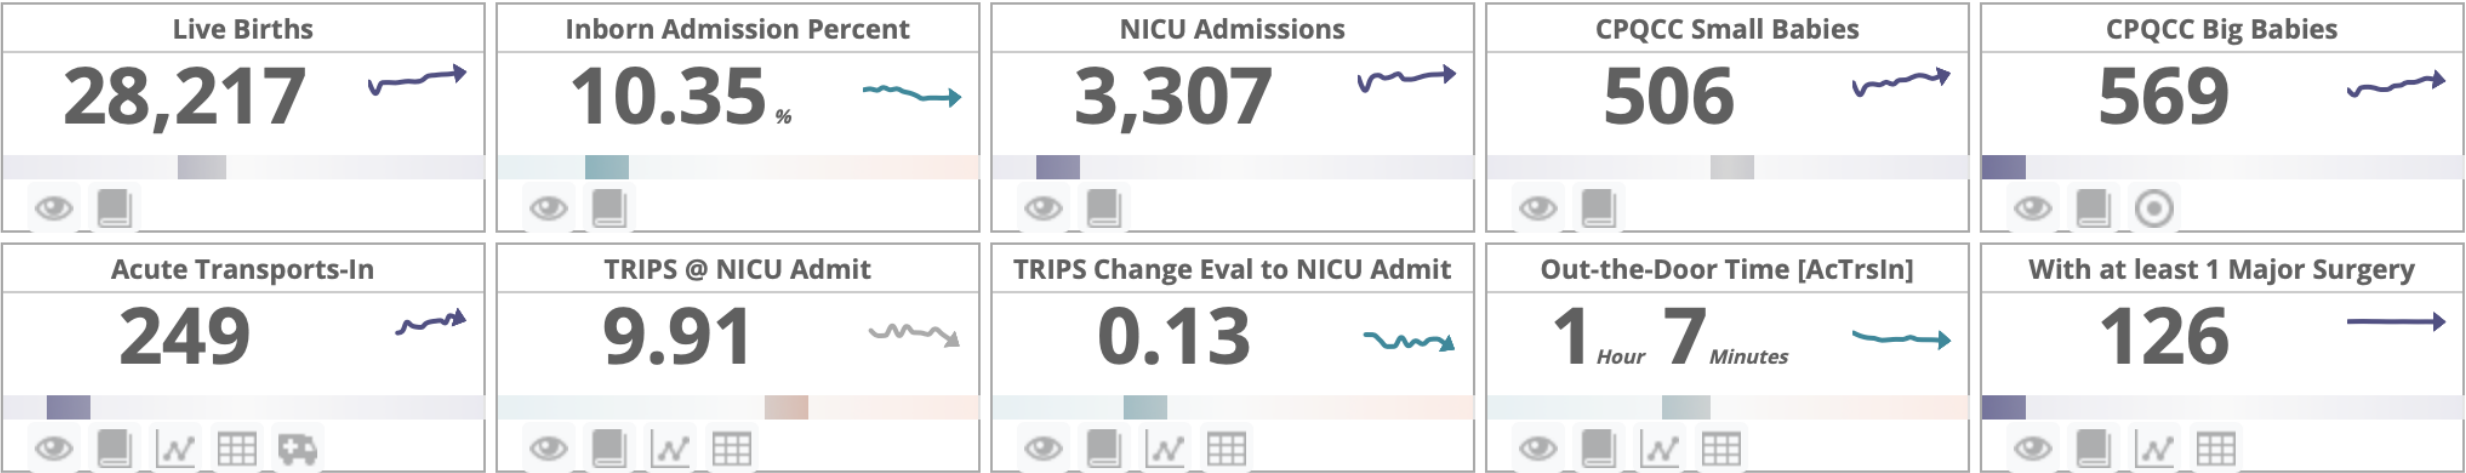 Live Births
28,217
Inborn Admission Percent
10.35 %
NICU Admissions
3,307
CPQCC Small Babies
506
CPQCC Big Babies
569
Acute Transports-In
249
TRIPS @ NICU Admit
9.91
TRIPS Change Eval to NICU Admit
0.13
Out-the-Door Time [AcTrsIn]
1 Hour 7 Minutes
With at least 1 Major Surgery
126